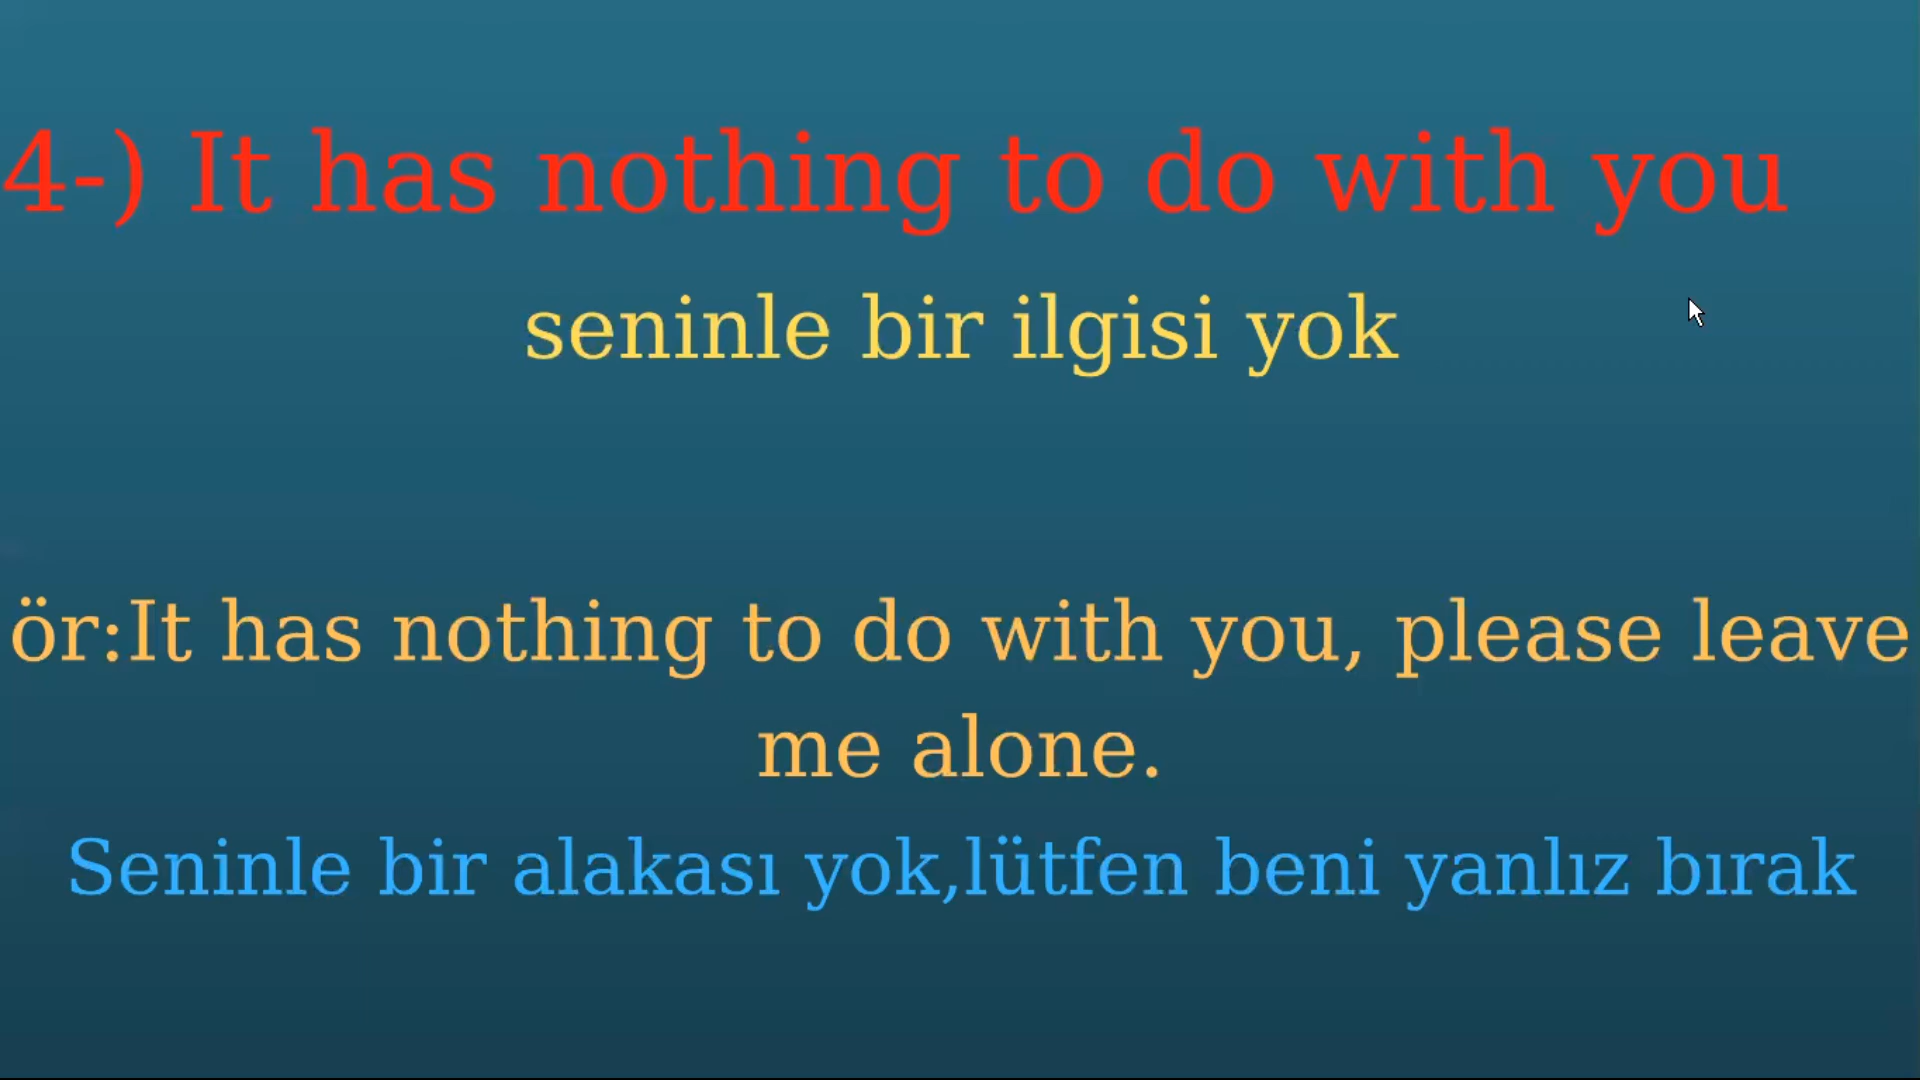 4-) It has nothing to do with you
seninle bir ilgisi yok
ör:It has nothing to do with you, please leave
me alone.
Seninle bir alakası yok,lütfen beni yanlız bırak